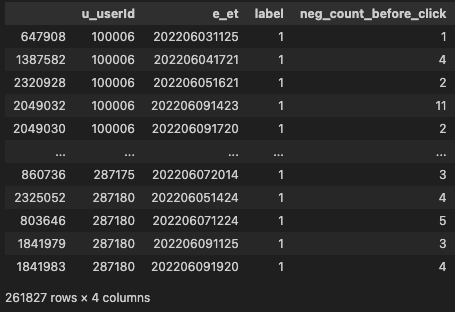 u_userId e_et label neg_count_before_click
647908 100006 202206031125 1 1
1387582 100006 202206041721 1 4
2320928 100006 202206051621 1 2
2049032 100006 202206091423 1 11
2049030 100006 202206091720 1 2
... ... ... ... ...
860736 287175 202206072014 1 3
2325052 287180 202206051424 1 4
803646 287180 202206071224 1 5
1841979 287180 202206091125 1 3
1841983 287180 202206091920 1 4
261827 rows × 4 columns